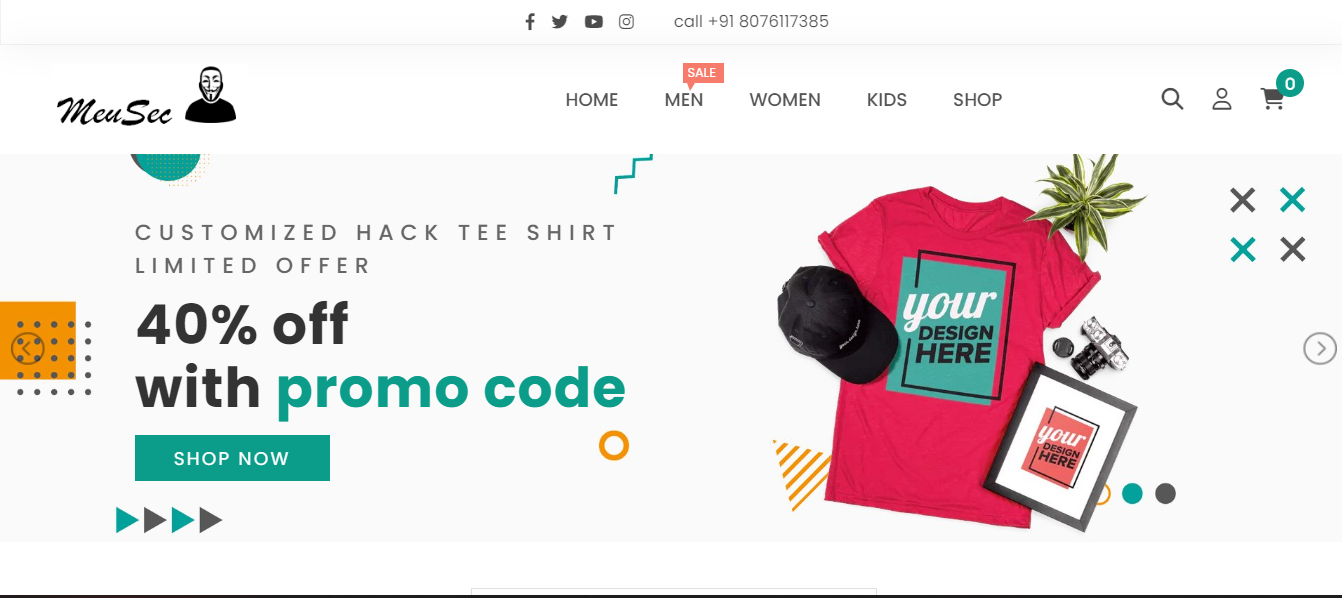 call +91 8076117385
MeuSec
SALE
HOME MEN WOMEN KIDS SHOP
0
CUSTOMIZED HACK TEE SHIRT
LIMITED OFFER
40% off
with promo code
SHOP NOW
your
DESIGN
HERE
your
DESIGN
HERE